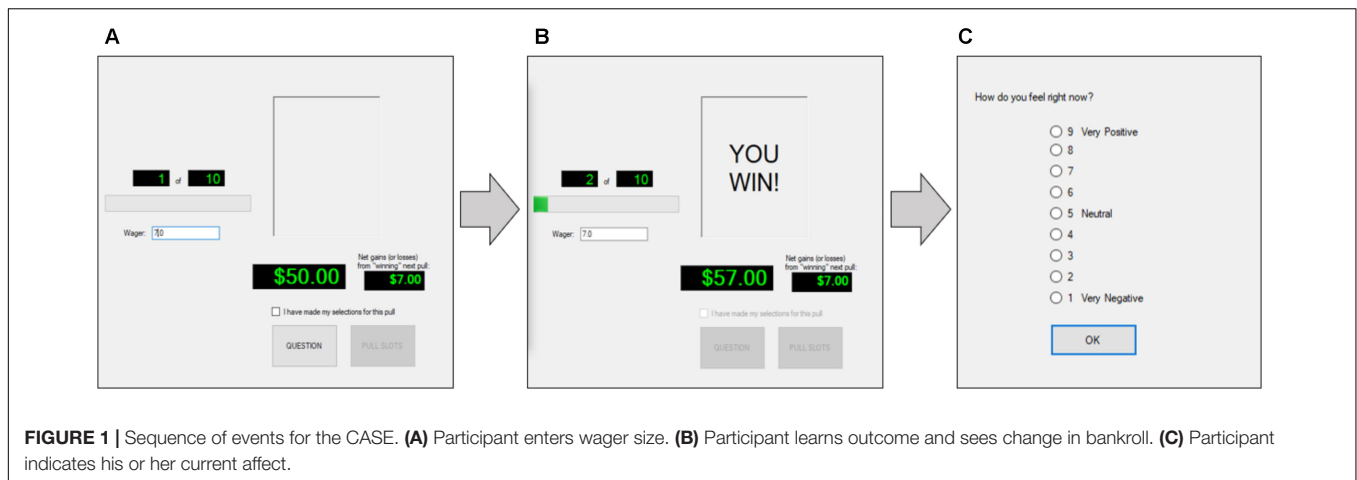 A
1 of 10
Wager: 7.0
$50.00
Net gains (or losses)
from "winning" next pull:
$7.00
I have made my selections for this pull
QUESTION PULL SLOTS
B
YOU
WIN!
2 of 10
Wager: 7.0
$57.00
Net gains (or losses)
from "winning" next pull:
$7.00
I have made my selections for this pull
QUESTION PULL SLOTS
C
How do you feel right now?
9 Very Positive
8
7
6
5 Neutral
4
3
2
1 Very Negative
OK
FIGURE 1 | Sequence of events for the CASE. (A) Participant enters wager size. (B) Participant learns outcome and sees change in bankroll. (C) Participant
indicates his or her current affect.